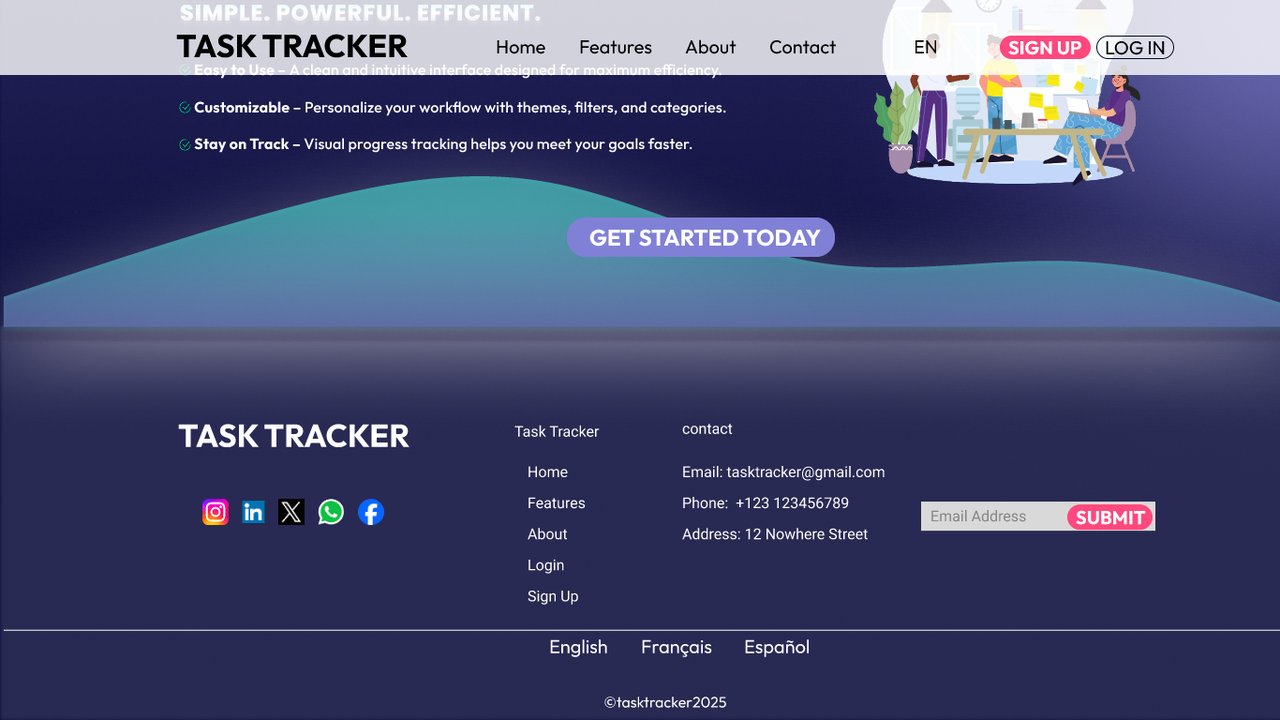 SIMPLE. POWERFUL. EFFICIENT.
TASK TRACKER
Home Features About Contact
EN
SIGN UP
LOG IN
Easy to Use – A clean and intuitive interface designed for maximum efficiency.
Customizable – Personalize your workflow with themes, filters, and categories.
Stay on Track – Visual progress tracking helps you meet your goals faster.
GET STARTED TODAY
TASK TRACKER
Task Tracker
Home
Features
About
Login
Sign Up
contact
Email: tasktracker@gmail.com
Phone: +123 123456789
Address: 12 Nowhere Street
Email Address
SUBMIT
English Français Español
©tasktracker2025